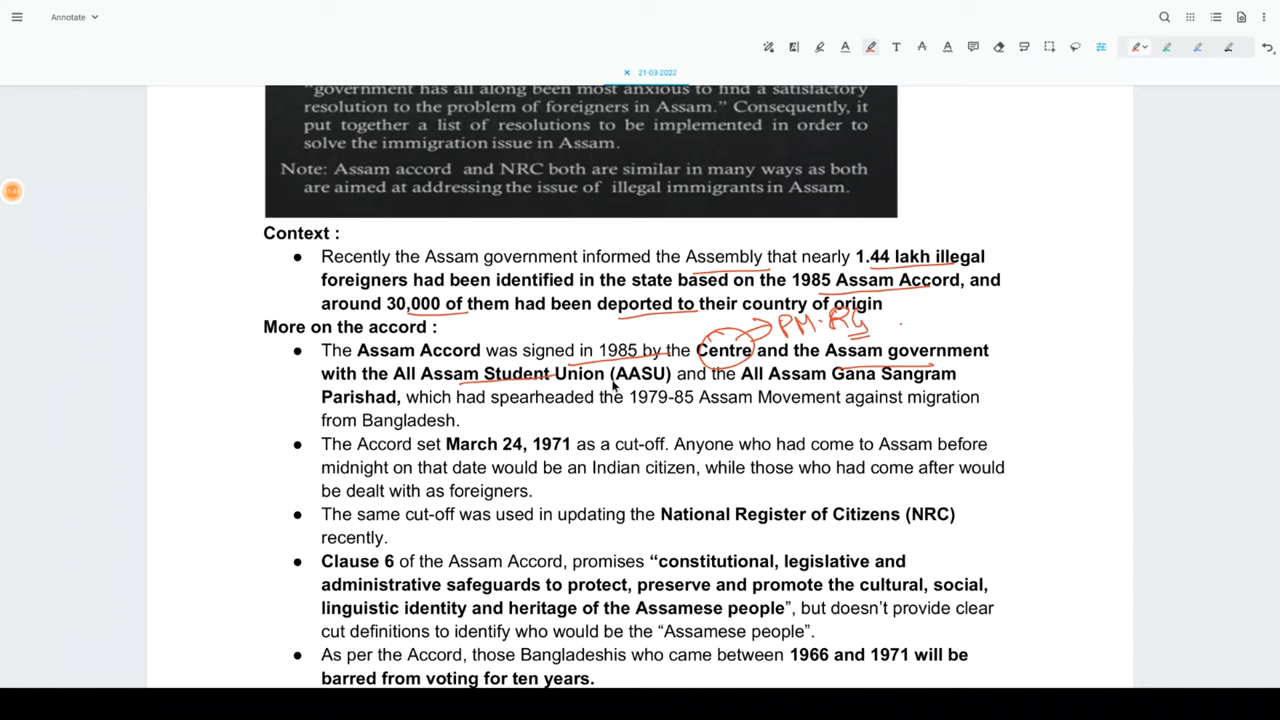 Annotate
21-03-2022
"government has all along been most anxious to find a satisfactory
resolution to the problem of foreigners in Assam." Consequently, it
put together a list of resolutions to be implemented in order to
solve the immigration issue in Assam.
Note: Assam accord and NRC both are similar in many ways as both
are aimed at addressing the issue of illegal immigrants in Assam.
Context :
● Recently the Assam government informed the Assembly that nearly 1.44 lakh illegal
foreigners had been identified in the state based on the 1985 Assam Accord, and
around 30,000 of them had been deported to their country of origin
More on the accord :
PM.RG
● The Assam Accord was signed in 1985 by the Centre and the Assam government
with the All Assam Student Union (AASU) and the All Assam Gana Sangram
Parishad, which had spearheaded the 1979-85 Assam Movement against migration
from Bangladesh.
● The Accord set March 24, 1971 as a cut-off. Anyone who had come to Assam before
midnight on that date would be an Indian citizen, while those who had come after would
be dealt with as foreigners.
● The same cut-off was used in updating the National Register of Citizens (NRC)
recently.
● Clause 6 of the Assam Accord, promises “constitutional, legislative and
administrative safeguards to protect, preserve and promote the cultural, social,
linguistic identity and heritage of the Assamese people”, but doesn’t provide clear
cut definitions to identify who would be the “Assamese people”.
● As per the Accord, those Bangladeshis who came between 1966 and 1971 will be
barred from voting for ten years.